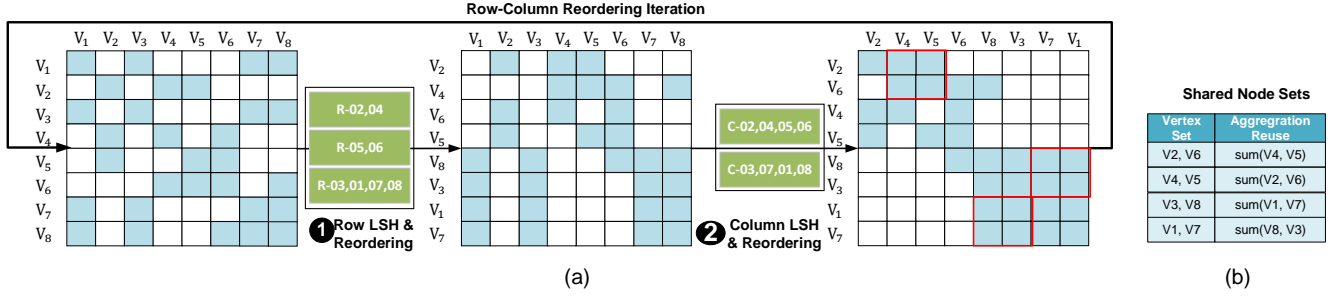 Row-Column Reordering Iteration
V1 V2 V3 V4 V5 V6 V7 V8
V1
V2
V3
V4
V5
V6
V7
V8
R-02,04
R-05,06
R-03,01,07,08
1 Row LSH &
Reordering
V1 V2 V3 V4 V5 V6 V7 V8
V2
V4
V6
V5
V8
V3
V1
V7
C-02,04,05,06
C-03,07,01,08
2 Column LSH
& Reordering
V2 V4 V5 V6 V8 V3 V7 V1
V2
V6
V4
V5
V8
V3
V1
V7
(a)
Shared Node Sets
Vertex Set Aggregration Reuse
V2, V6 sum(V4, V5)
V4, V5 sum(V2, V6)
V3, V8 sum(V1, V7)
V1, V7 sum(V8, V3)
(b)